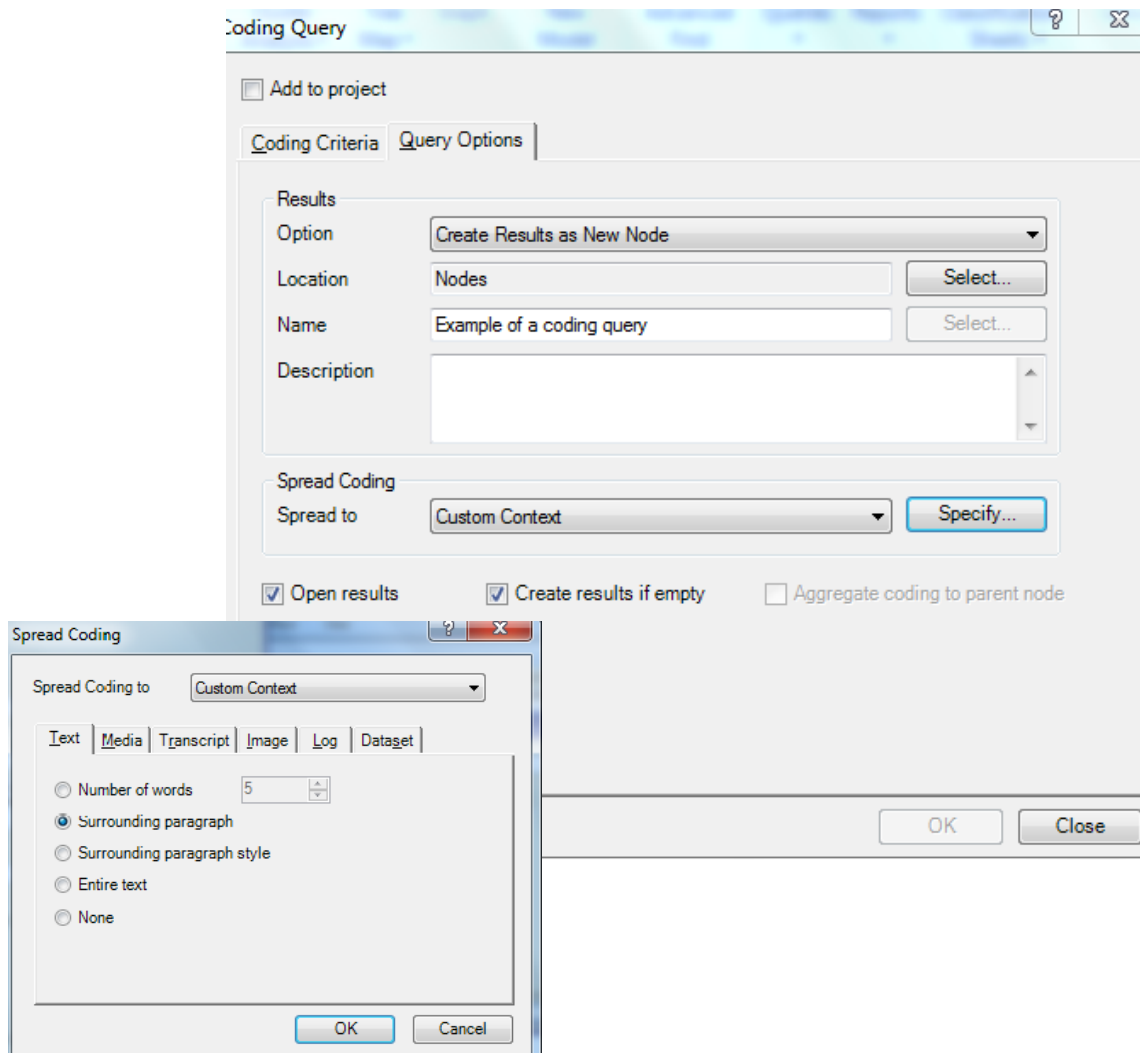 Coding Query
Add to project
Coding Criteria Query Options
Results
Option Create Results as New Node
Location Nodes Select...
Name Example of a coding query Select...
Description
Spread Coding
Spread to Custom Context Specify...
Open results Create results if empty Aggregate coding to parent node
OK Close
Spread Coding
Spread Coding to Custom Context
Text Media Transcript Image Log Dataset
Number of words 5
Surrounding paragraph
Surrounding paragraph style
Entire text
None
OK Cancel